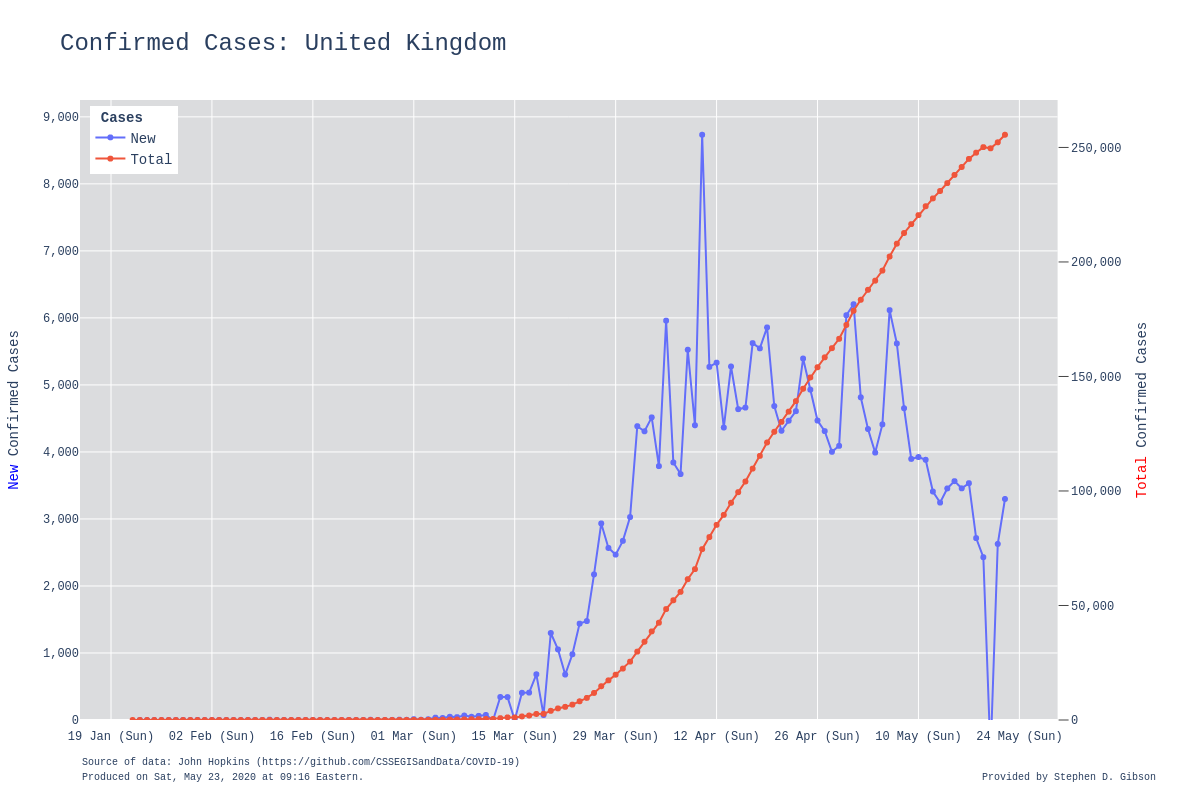 Confirmed Cases: United Kingdom
Cases
New
Total
9,000
8,000
7,000
6,000
5,000
4,000
3,000
2,000
1,000
0
New Confirmed Cases
250,000
200,000
150,000
100,000
50,000
0
Total Confirmed Cases
19 Jan (Sun) 02 Feb (Sun) 16 Feb (Sun) 01 Mar (Sun) 15 Mar (Sun) 29 Mar (Sun) 12 Apr (Sun) 26 Apr (Sun) 10 May (Sun) 24 May (Sun)
Source of data: John Hopkins (https://github.com/CSSEGISandData/COVID-19)
Produced on Sat, May 23, 2020 at 09:16 Eastern.
Provided by Stephen D. Gibson